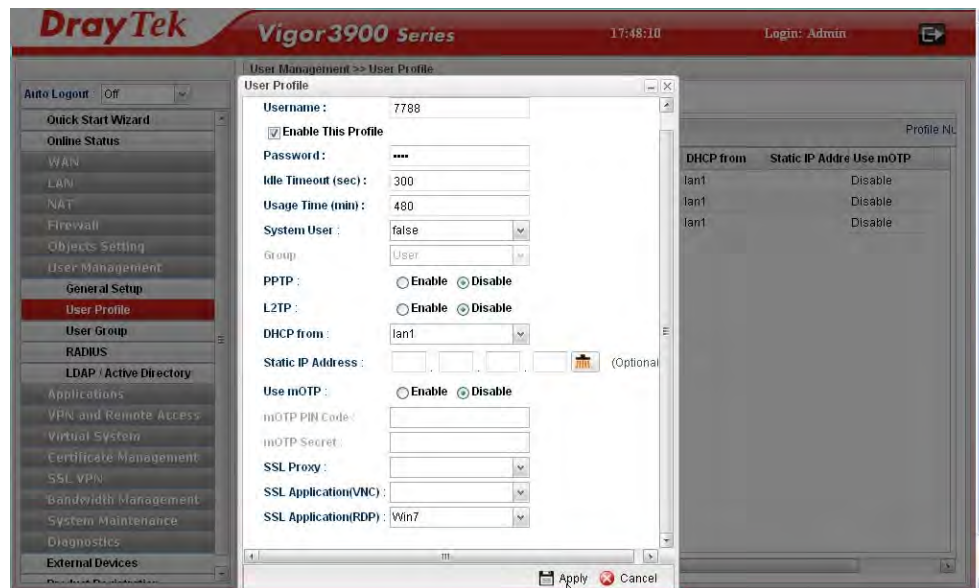 DrayTek Vigor3900 Series 17:48:10 Login: Admin
User Management >> User Profile
Auto Logout Off
Quick Start Wizard
Online Status
WAN
LAN
NAT
Firewall
Objects Setting
User Management
General Setup
User Profile
User Group
RADIUS
LDAP / Active Directory
Applications
VPN and Remote Access
Virtual System
Certificate Management
SSL VPN
Bandwidth Management
System Maintenance
Diagnostics
External Devices
Product Registration
User Profile
Username : 7788
Enable This Profile
Password : ••••
Idle Timeout (sec) : 300
Usage Time (min) : 480
System User : false
Group User
PPTP : Enable Disable
L2TP : Enable Disable
DHCP from : lan1
Static IP Address : . . . (Optional
Use mOTP : Enable Disable
mOTP PIN Code :
mOTP Secret :
SSL Proxy :
SSL Application(VNC) :
SSL Application(RDP) : Win7
Apply Cancel
Profile Nu
DHCP from Static IP Addre Use mOTP
lan1 Disable
lan1 Disable
lan1 Disable